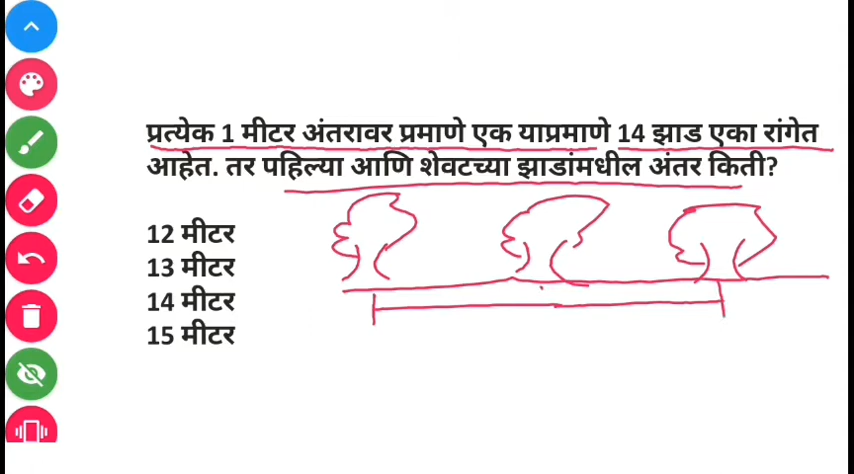 प्रत्येक 1 मीटर अंतरावर प्रमाणे एक याप्रमाणे 14 झाड एका रांगेत
आहेत. तर पहिल्या आणि शेवटच्या झाडांमधील अंतर किती?
12 मीटर
13 मीटर
14 मीटर
15 मीटर